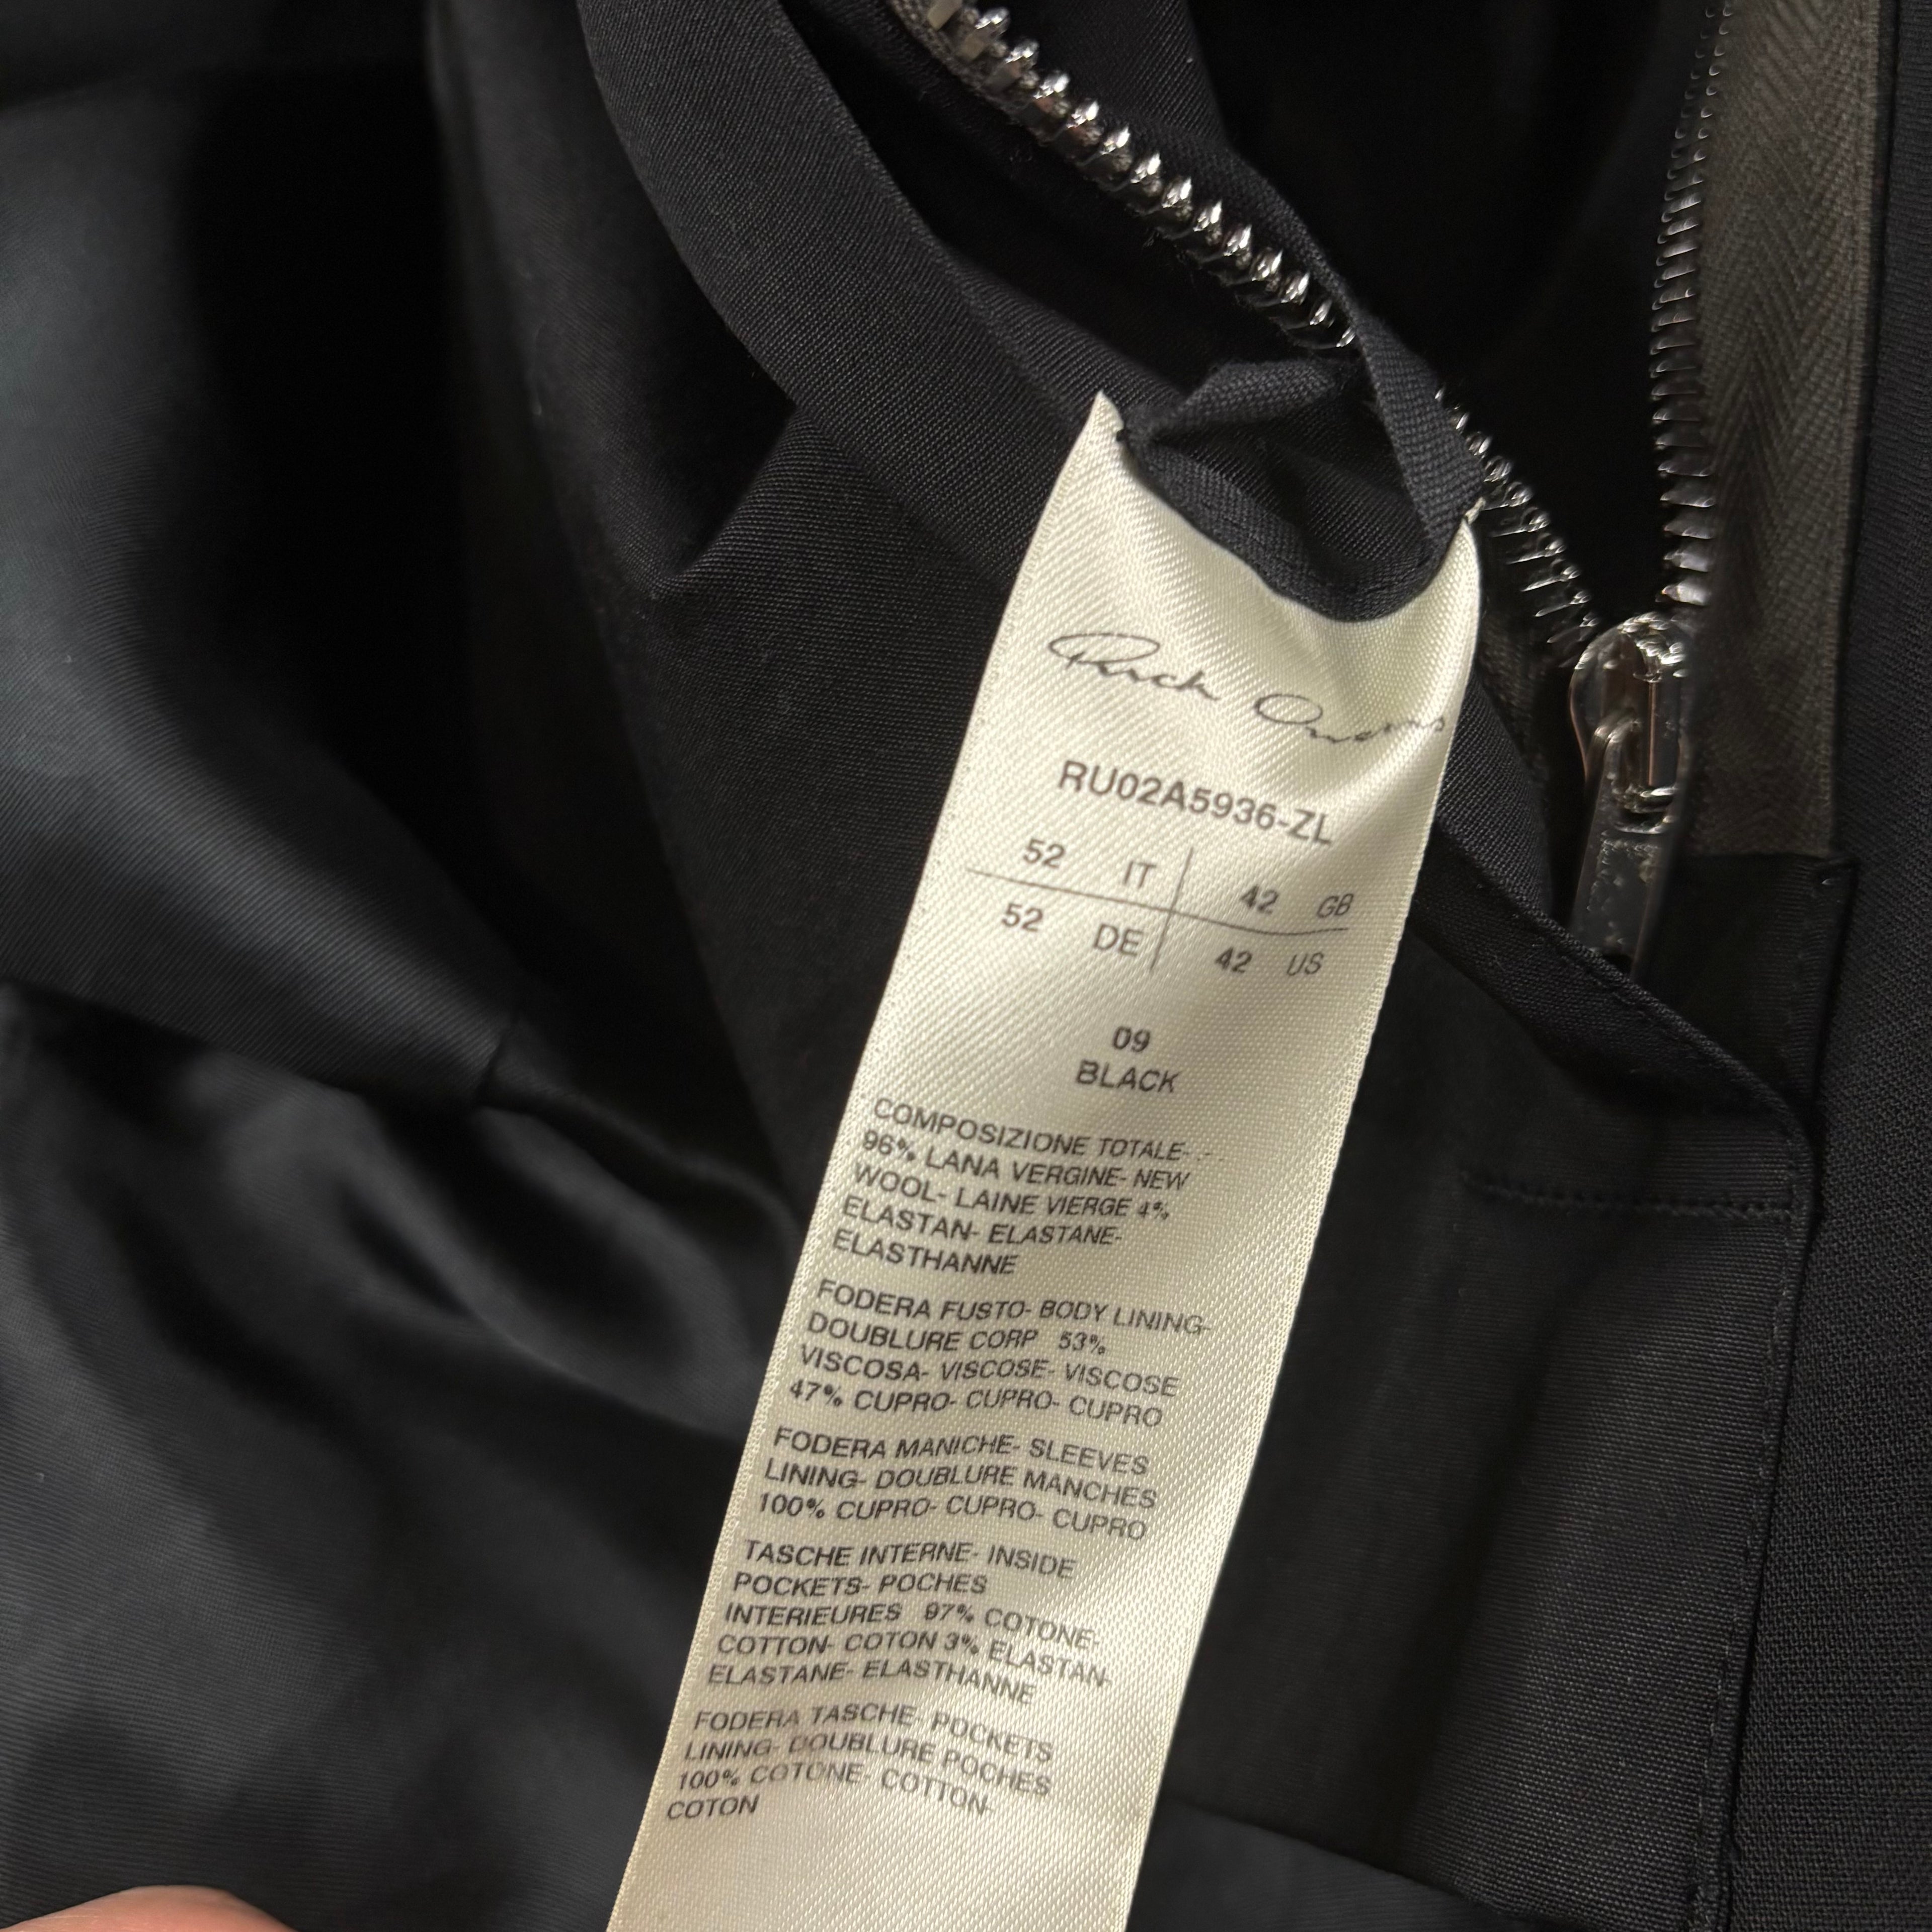 Rick Owens
RU02A5936-ZL
52 IT 42 GB
52 DE 42 US
09
BLACK
COMPOSIZIONE TOTALE- -
96% LANA VERGINE- NEW
WOOL- LAINE VIERGE 4%
ELASTAN- ELASTANE-
ELASTHANNE
FODERA FUSTO- BODY LINING-
DOUBLURE CORP 53%
VISCOSA- VISCOSE- VISCOSE
47% CUPRO- CUPRO- CUPRO
FODERA MANICHE- SLEEVES
LINING- DOUBLURE MANCHES
100% CUPRO- CUPRO- CUPRO
TASCHE INTERNE- INSIDE
POCKETS- POCHES
INTERIEURES 97% COTONE-
COTTON- COTON 3% ELASTAN-
ELASTANE- ELASTHANNE
FODERA TASCHE- POCKETS
LINING- DOUBLURE POCHES
100% COTONE- COTTON-
COTON